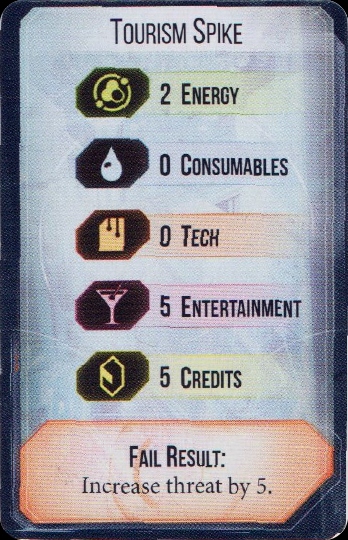 Tourism Spike
2 Energy
0 Consumables
0 Tech
5 Entertainment
5 Credits
Fail Result:
Increase threat by 5.